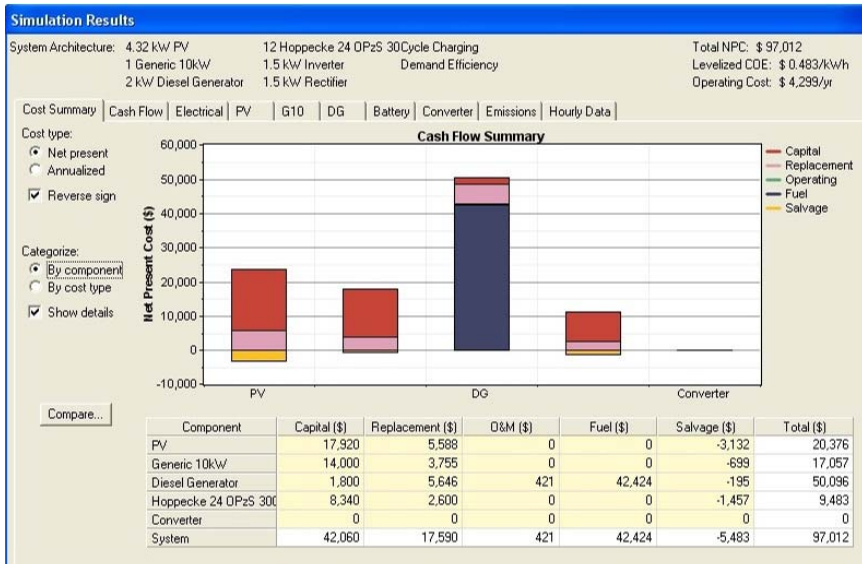 Simulation Results
System Architecture: 4.32 kW PV 12 Hoppecke 24 OPzS 30Cycle Charging Total NPC: $ 97,012
1 Generic 10kW 1.5 kW Inverter Demand Efficiency Levelized COE: $ 0.483/kWh
2 kW Diesel Generator 1.5 kW Rectifier Operating Cost: $ 4,299/yr
Cost Summary Cash Flow Electrical PV G10 DG Battery Converter Emissions Hourly Data
Cost type:
Net present
Annualized
Reverse sign
Categorize:
By component
By cost type
Show details
Compare...
Cash Flow Summary
Net Present Cost ($)
60,000
50,000
40,000
30,000
20,000
10,000
0
-10,000
PV DG Converter
Capital
Replacement
Operating
Fuel
Salvage
Component Capital ($) Replacement ($) O&M ($) Fuel ($) Salvage ($) Total ($)
PV 17,920 5,588 0 0 -3,132 20,376
Generic 10kW 14,000 3,755 0 0 -699 17,057
Diesel Generator 1,800 5,646 421 42,424 -195 50,096
Hoppecke 24 OPzS 300 8,340 2,600 0 0 -1,457 9,483
Converter 0 0 0 0 0 0
System 42,060 17,590 421 42,424 -5,483 97,012